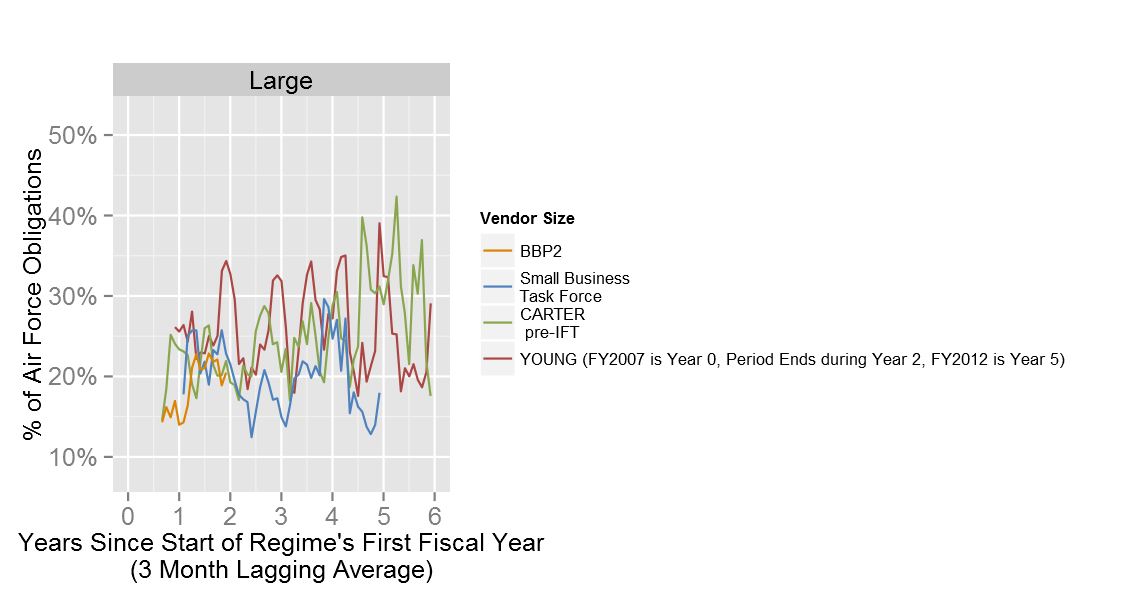 Large
% of Air Force Obligations
50%
40%
30%
20%
10%
0 1 2 3 4 5 6
Years Since Start of Regime's First Fiscal Year
(3 Month Lagging Average)
Vendor Size
BBP2
Small Business
Task Force
CARTER
pre-IFT
YOUNG (FY2007 is Year 0, Period Ends during Year 2, FY2012 is Year 5)